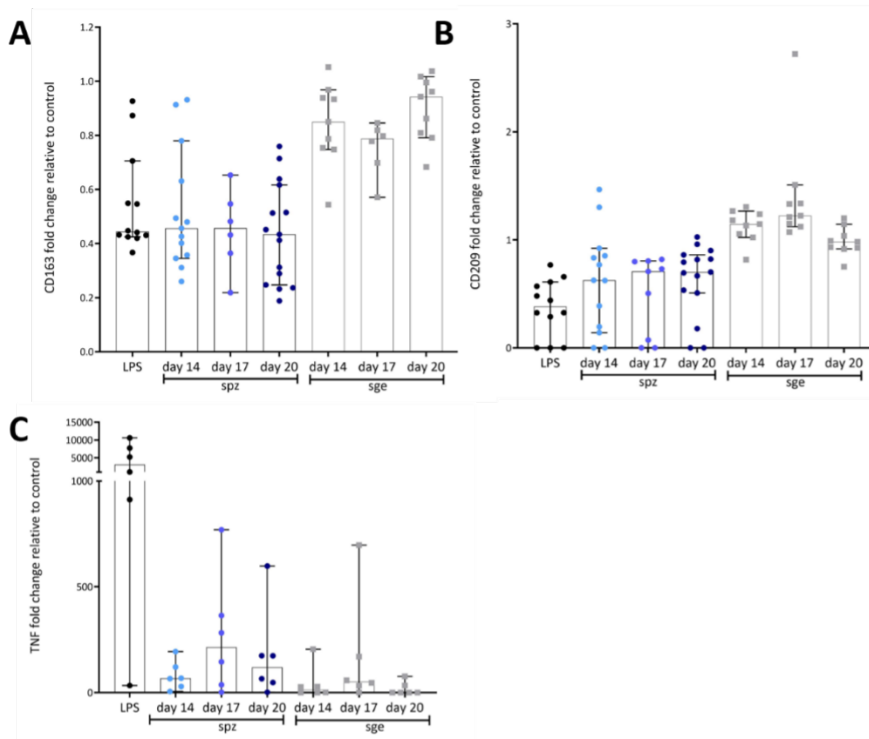 A
CD163 fold change relative to control
1.2
1.0
0.8
0.6
0.4
0.2
0.0
LPS day 14 day 17 day 20 day 14 day 17 day 20
spz sge
B
CD209 fold change relative to control
3
2
1
0
LPS day 14 day 17 day 20 day 14 day 17 day 20
spz sge
C
TNF fold change relative to control
15000
10000
5000
1000
500
0
LPS day 14 day 17 day 20 day 14 day 17 day 20
spz sge